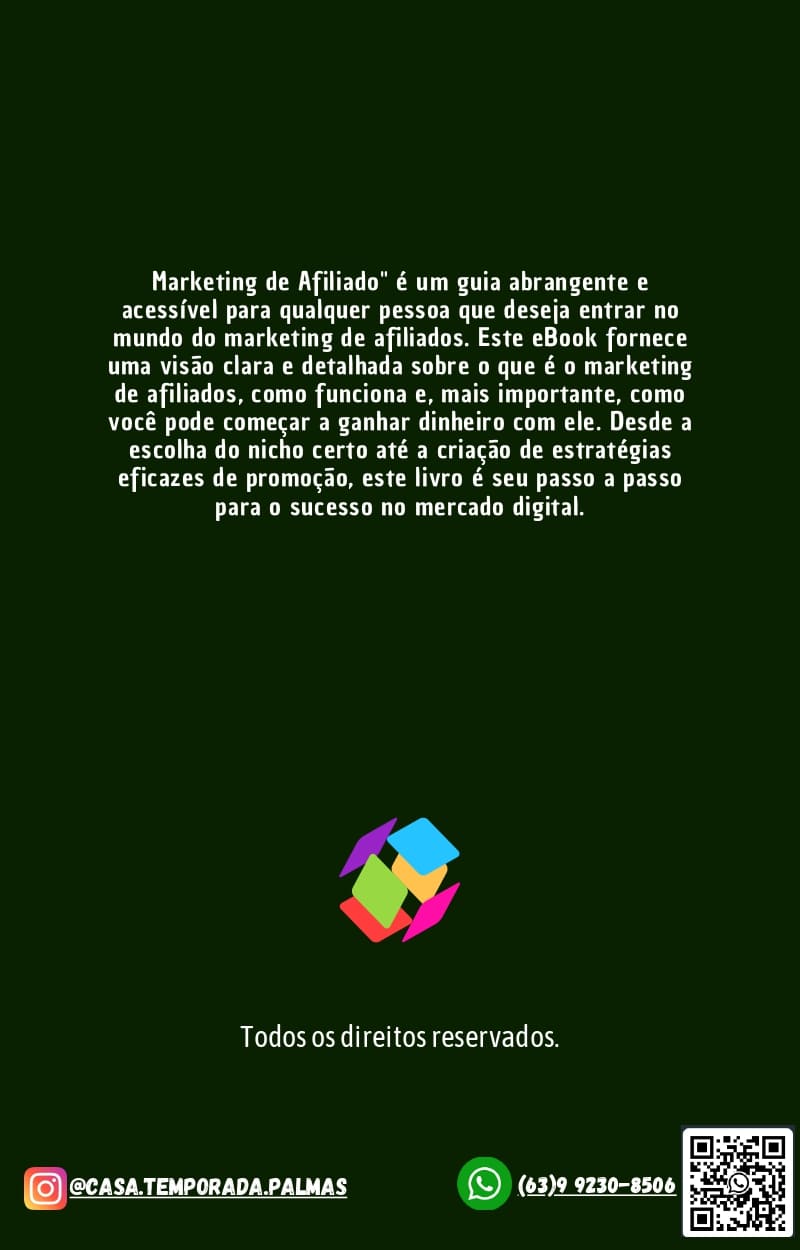 Marketing de Afiliado" é um guia abrangente e
acessível para qualquer pessoa que deseja entrar no
mundo do marketing de afiliados. Este eBook fornece
uma visão clara e detalhada sobre o que é o marketing
de afiliados, como funciona e, mais importante, como
você pode começar a ganhar dinheiro com ele. Desde a
escolha do nicho certo até a criação de estratégias
eficazes de promoção, este livro é seu passo a passo
para o sucesso no mercado digital.
Todos os direitos reservados.
@CASA.TEMPORADA.PALMAS
(63)9 9230-8506